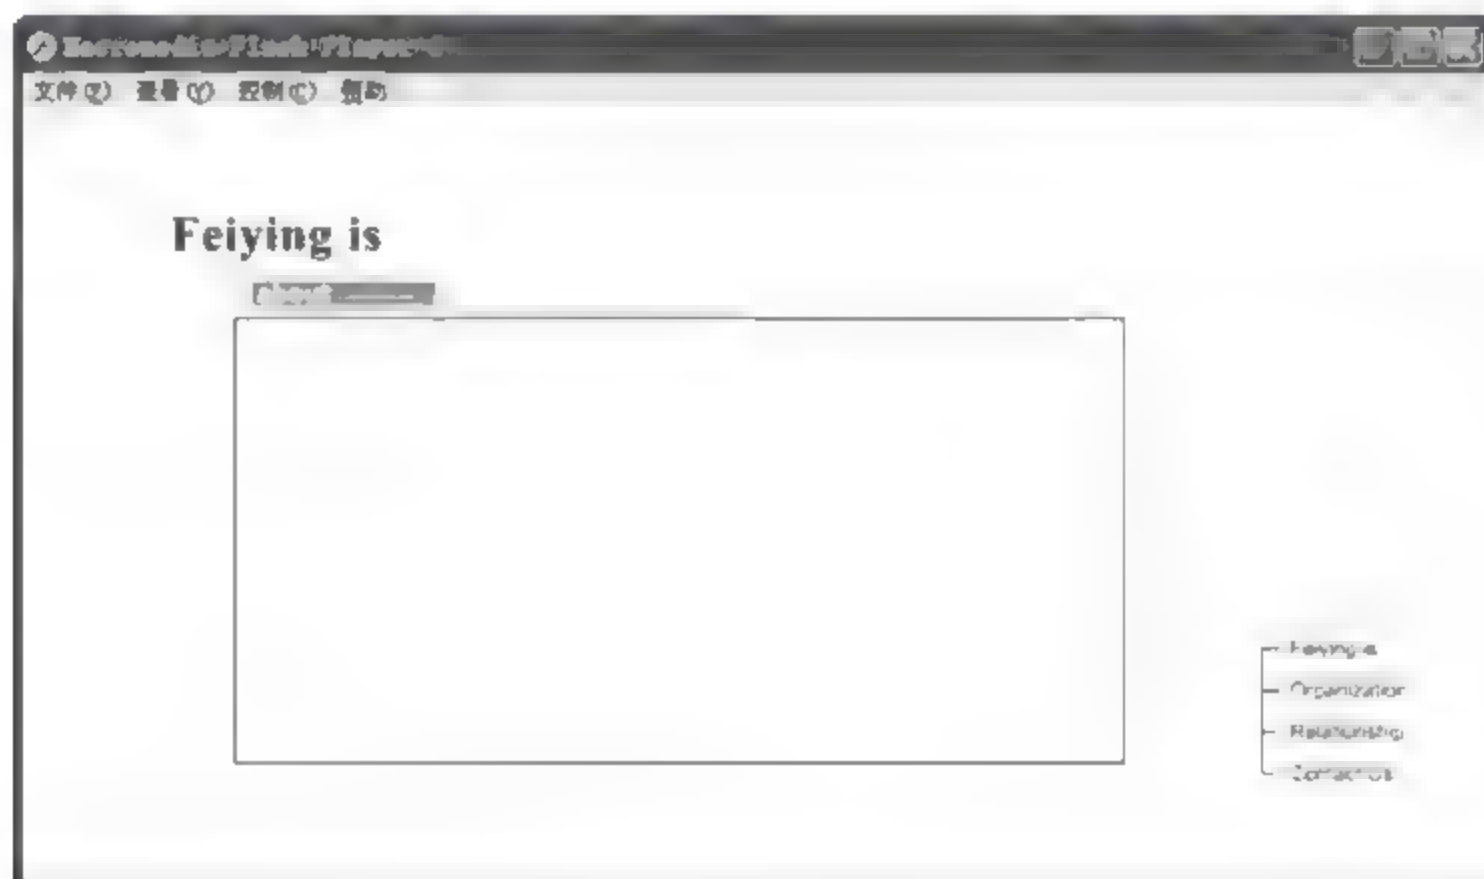 Macromedia Flash Player 6
文件(F) 查看(V) 控制(C) 帮助
Feiying is
Feiying is
Organization
Relationship
Contact us